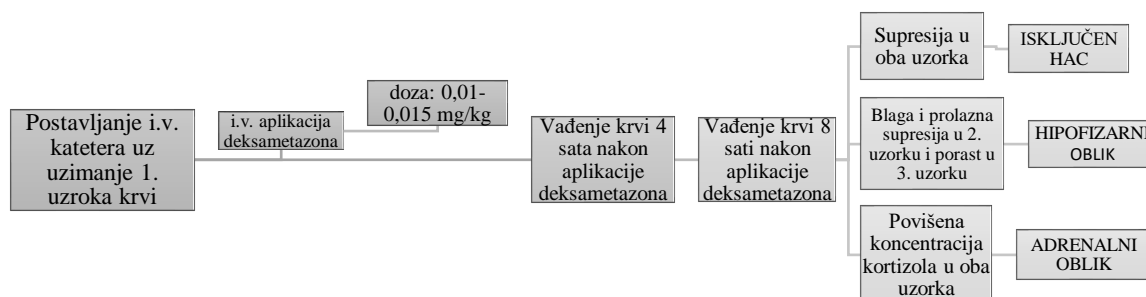 Postavljanje i.v.
katetera uz
uzimanje 1.
uzroka krvi
i.v. aplikacija
deksametazona
doza: 0,01-
0,015 mg/kg
Vađenje krvi 4
sata nakon
aplikacije
deksametazona
Vađenje krvi 8
sati nakon
aplikacije
deksametazona
Supresija u
oba uzorka
ISKLJUČEN
HAC
Blaga i prolazna
supresija u 2.
uzorku i porast u
3. uzorku
HIPOFIZARNI
OBLIK
Povišena
koncentracija
kortizola u oba
uzorka
ADRENALNI
OBLIK